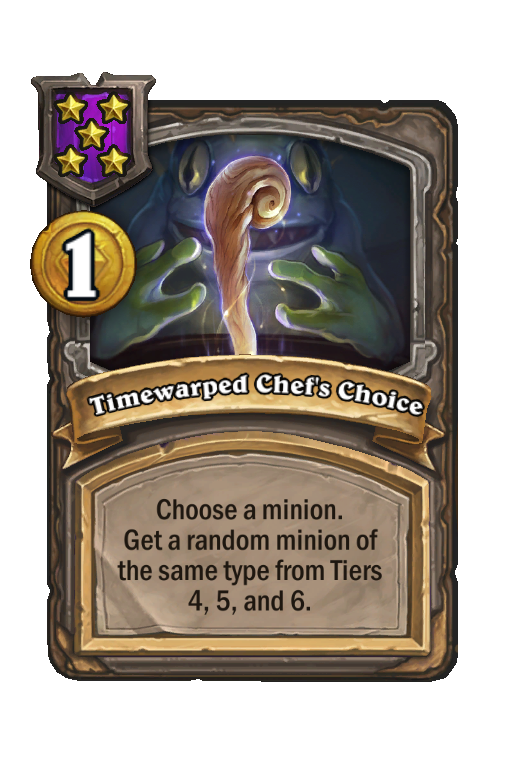 1
Timewarped Chef's Choice
Choose a minion.
Get a random minion of
the same type from Tiers
4, 5, and 6.